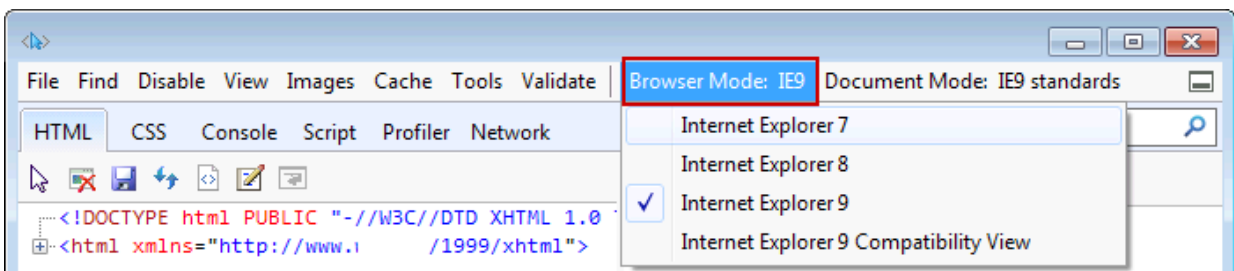 File Find Disable View Images Cache Tools Validate Browser Mode: IE9 Document Mode: IE9 standards
HTML CSS Console Script Profiler Network
Internet Explorer 7
Internet Explorer 8
Internet Explorer 9
Internet Explorer 9 Compatibility View
<!DOCTYPE html PUBLIC "-//W3C//DTD XHTML 1.0
<html xmlns="http://www. /1999/xhtml">